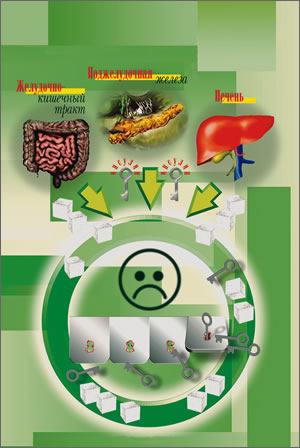 Желудочно-
кишечный
тракт
Поджелудочная железа
Печень